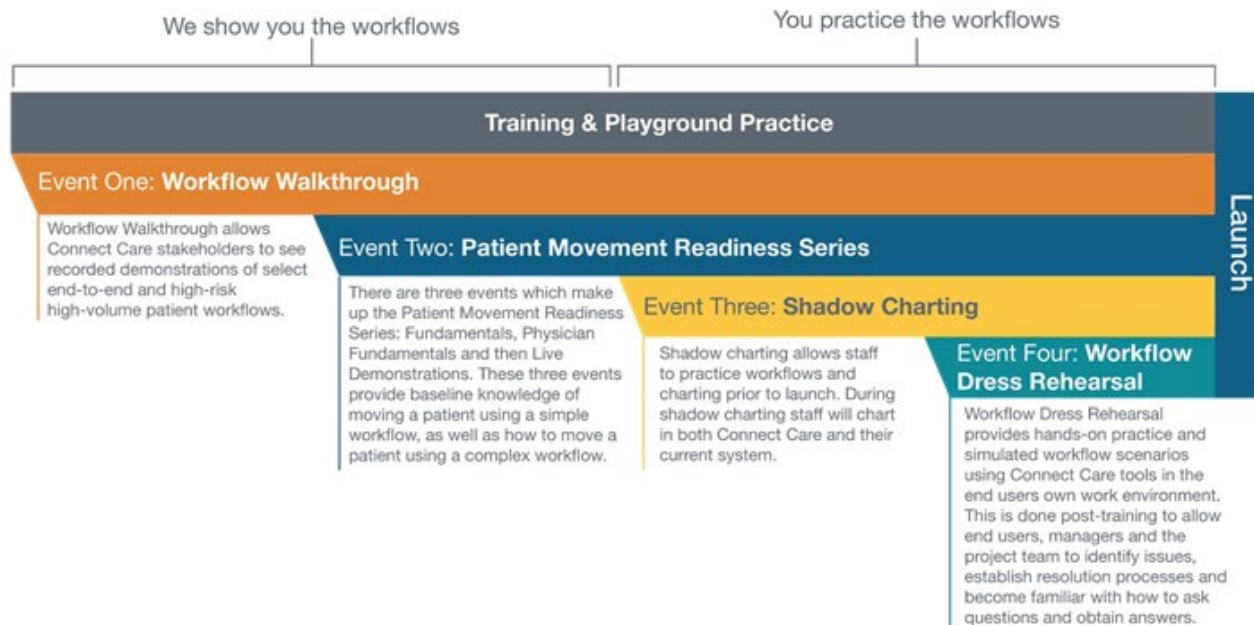 We show you the workflows
You practice the workflows
Training & Playground Practice
Event One: Workflow Walkthrough
Workflow Walkthrough allows
Connect Care stakeholders to see
recorded demonstrations of select
end-to-end and high-risk
high-volume patient workflows.
Event Two: Patient Movement Readiness Series
There are three events which make
up the Patient Movement Readiness
Series: Fundamentals, Physician
Fundamentals and then Live
Demonstrations. These three events
provide baseline knowledge of
moving a patient using a simple
workflow, as well as how to move a
patient using a complex workflow.
Event Three: Shadow Charting
Shadow charting allows staff
to practice workflows and
charting prior to launch. During
shadow charting staff will chart
in both Connect Care and their
current system.
Event Four: Workflow
Dress Rehearsal
Workflow Dress Rehearsal
provides hands-on practice and
simulated workflow scenarios
using Connect Care tools in the
end users own work environment.
This is done post-training to allow
end users, managers and the
project team to identify issues,
establish resolution processes and
become familiar with how to ask
questions and obtain answers.
Launch